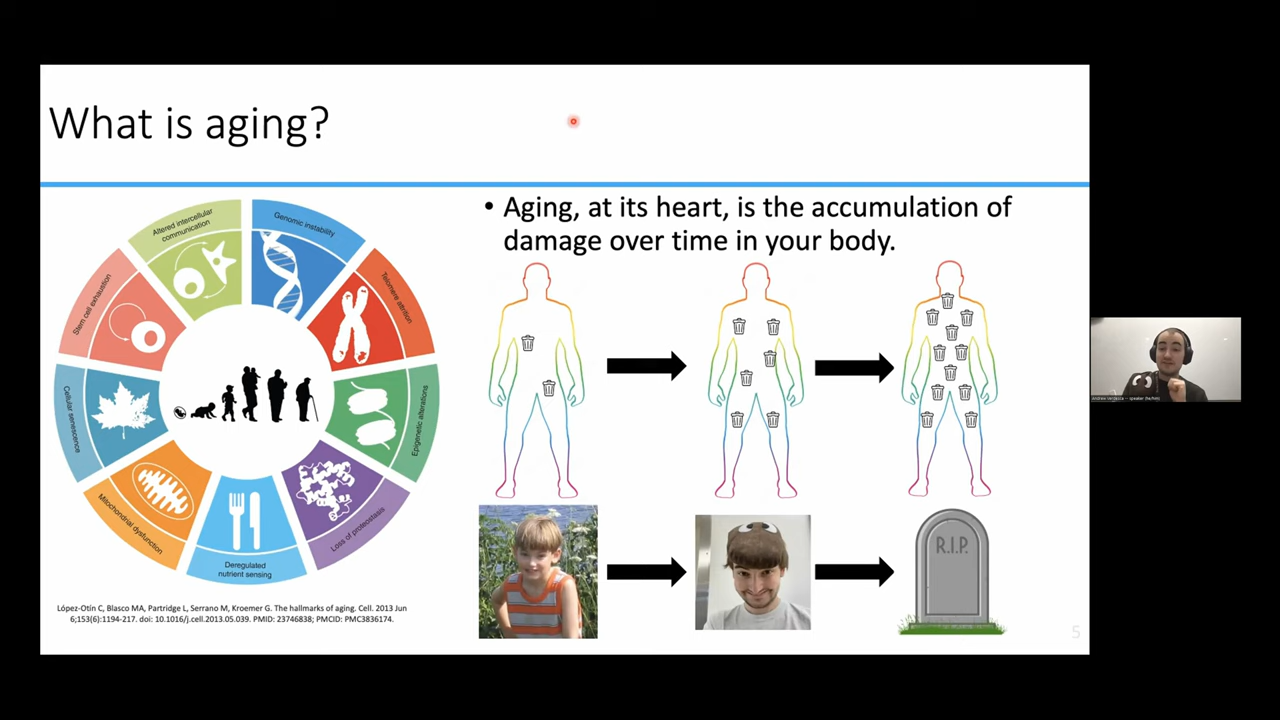 What is aging?
• Aging, at its heart, is the accumulation of
damage over time in your body.
Altered intercellular
communication
Genomic instability
Telomere attrition
Epigenetic alterations
Loss of proteostasis
Deregulated
nutrient sensing
Mitochondrial dysfunction
Cellular senescence
Stem cell exhaustion
R.I.P.
López-Otín C, Blasco MA, Partridge L, Serrano M, Kroemer G. The hallmarks of aging. Cell. 2013 Jun
6;153(6):1194-217. doi: 10.1016/j.cell.2013.05.039. PMID: 23746838; PMCID: PMC3836174.
5